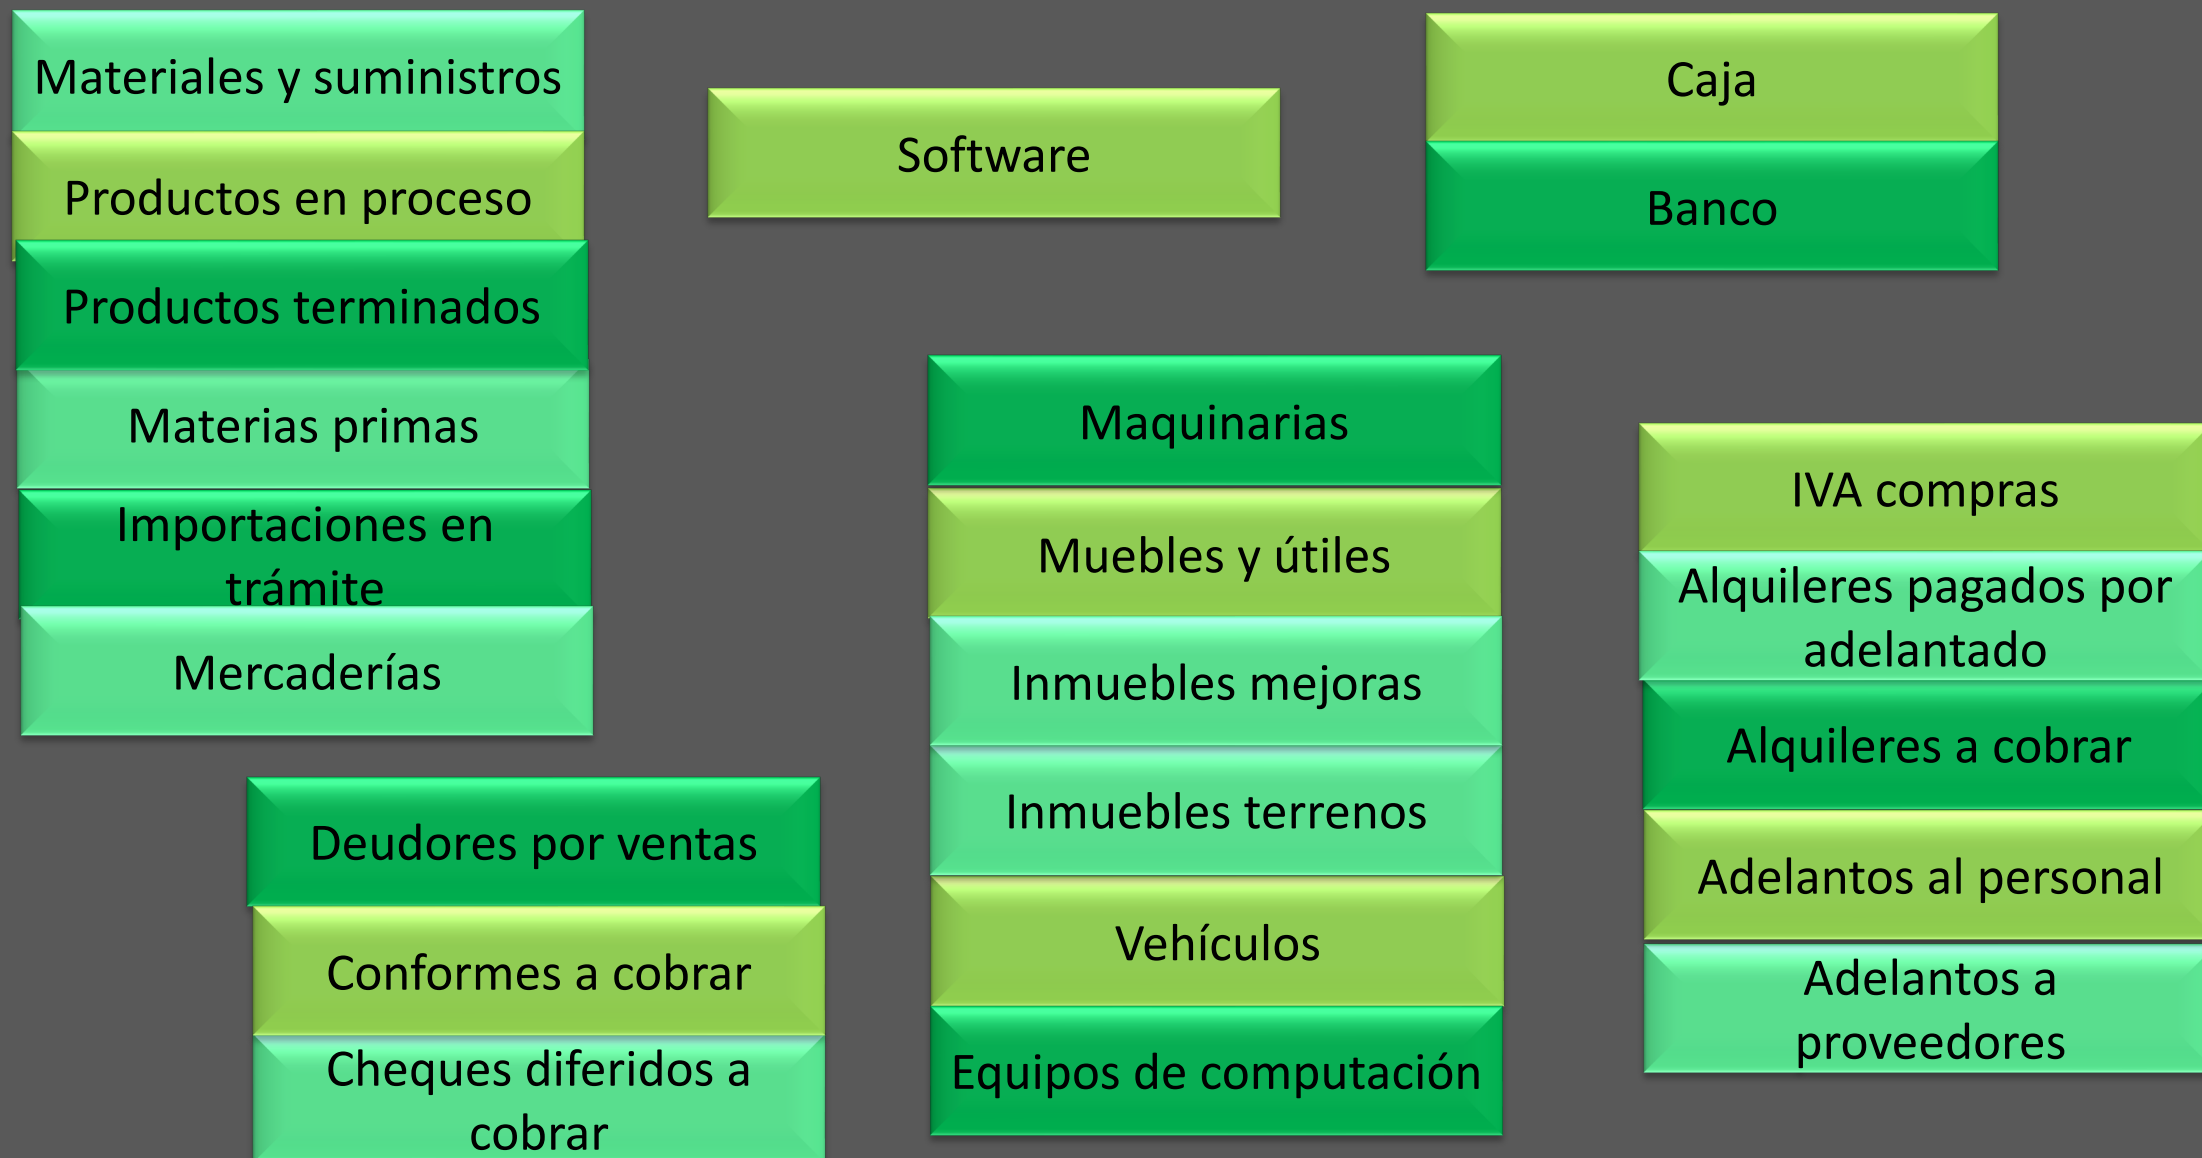 Materiales y suministros
Productos en proceso
Productos terminados
Materias primas
Importaciones en
trámite
Mercaderías
Software
Caja
Banco
Deudores por ventas
Conformes a cobrar
Cheques diferidos a
cobrar
Maquinarias
Muebles y útiles
Inmuebles mejoras
Inmuebles terrenos
Vehículos
Equipos de computación
IVA compras
Alquileres pagados por
adelantado
Alquileres a cobrar
Adelantos al personal
Adelantos a
proveedores